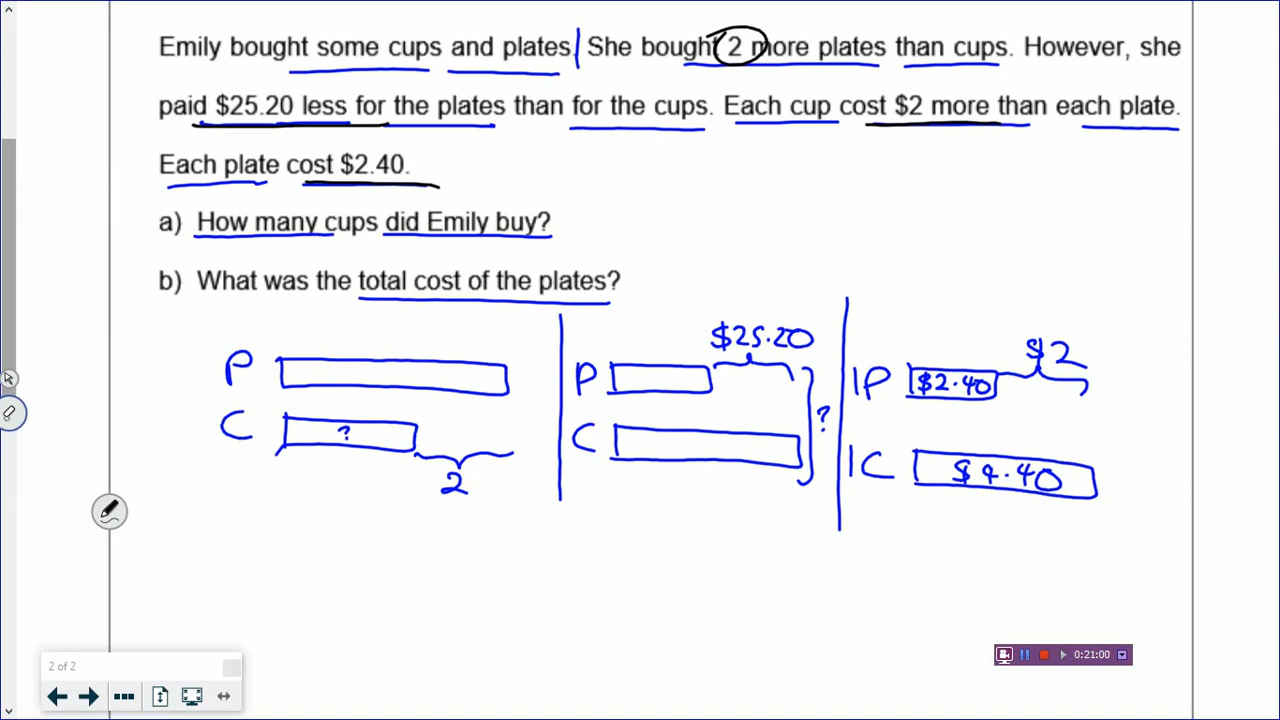 Emily bought some cups and plates. She bought 2 more plates than cups. However, she
paid $25.20 less for the plates than for the cups. Each cup cost $2 more than each plate.
Each plate cost $2.40.
a) How many cups did Emily buy?
b) What was the total cost of the plates?
P
C ?
2
$25.20
P
C
?
$2
1P $2.40
1C $4.40
2 of 2
0:21:00